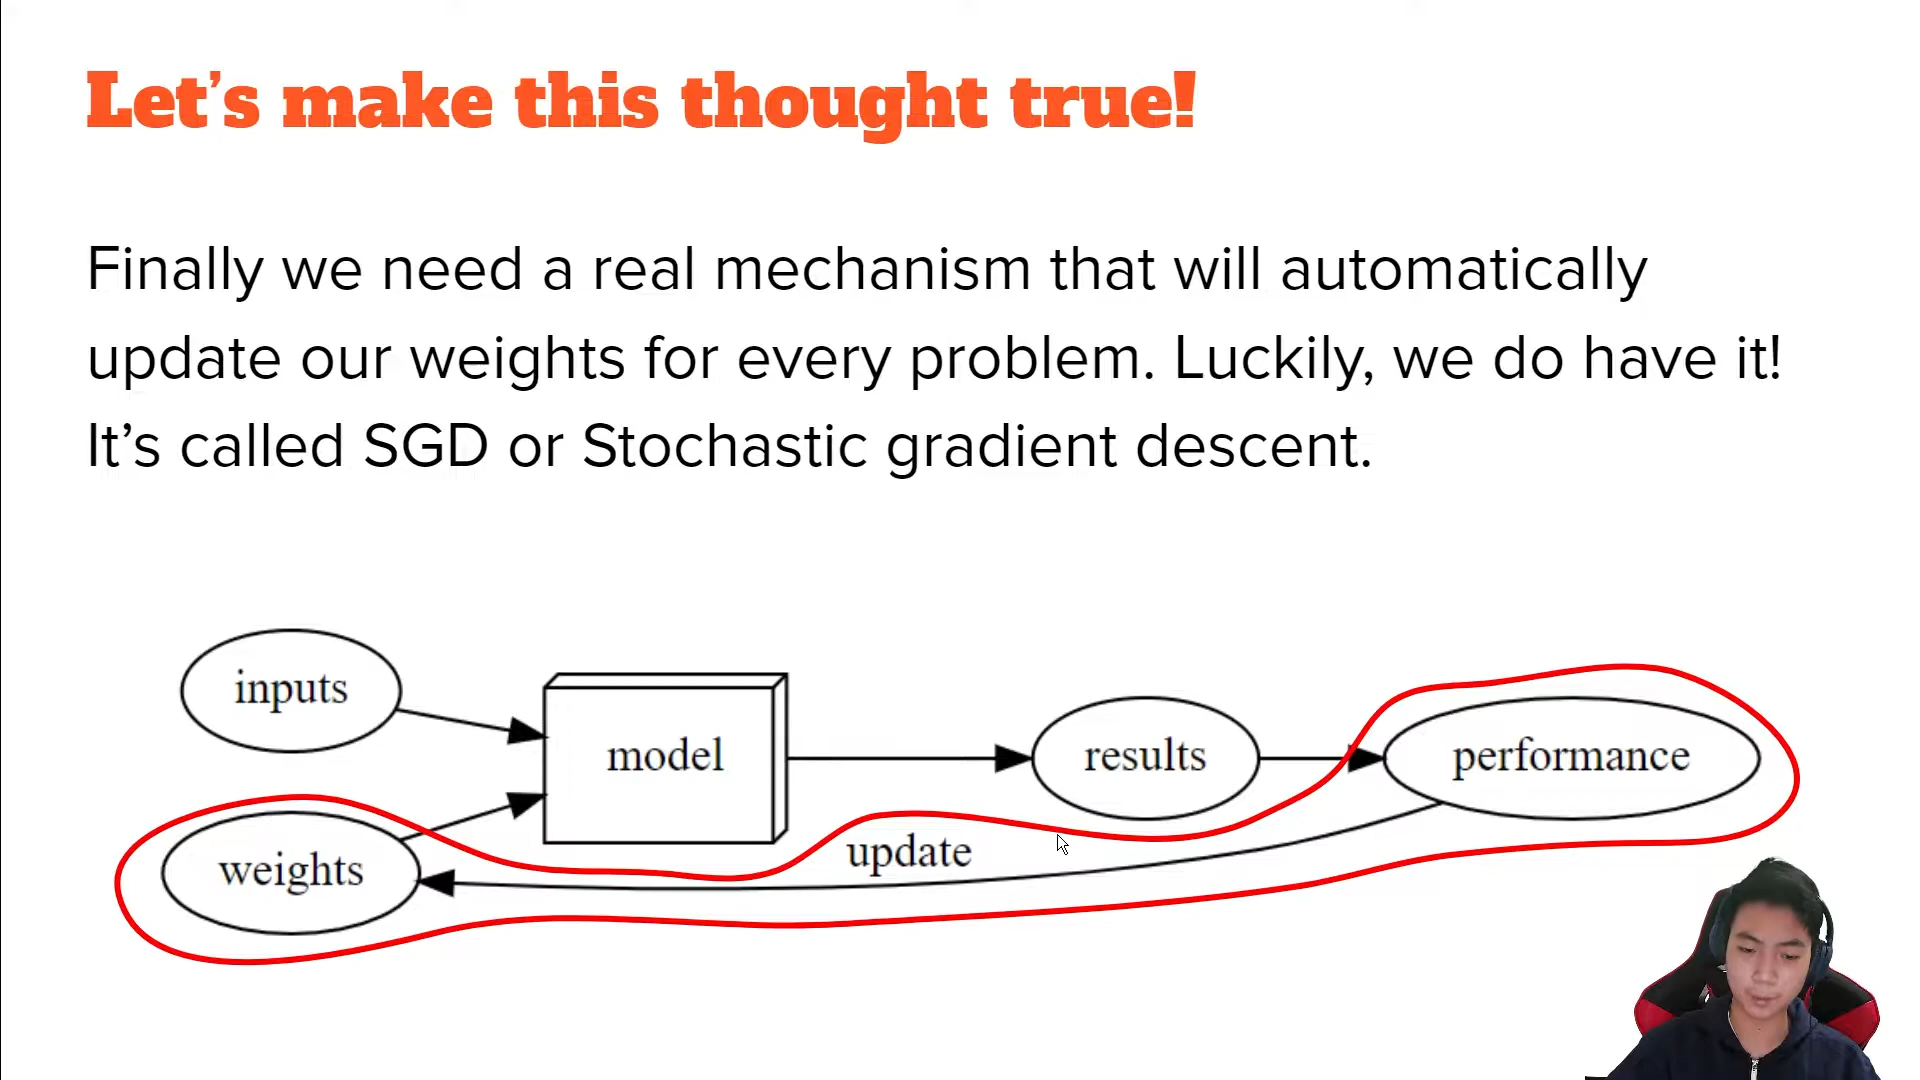 Let’s make this thought true!
Finally we need a real mechanism that will automatically
update our weights for every problem. Luckily, we do have it!
It’s called SGD or Stochastic gradient descent.
inputs
model
results
performance
update
weights